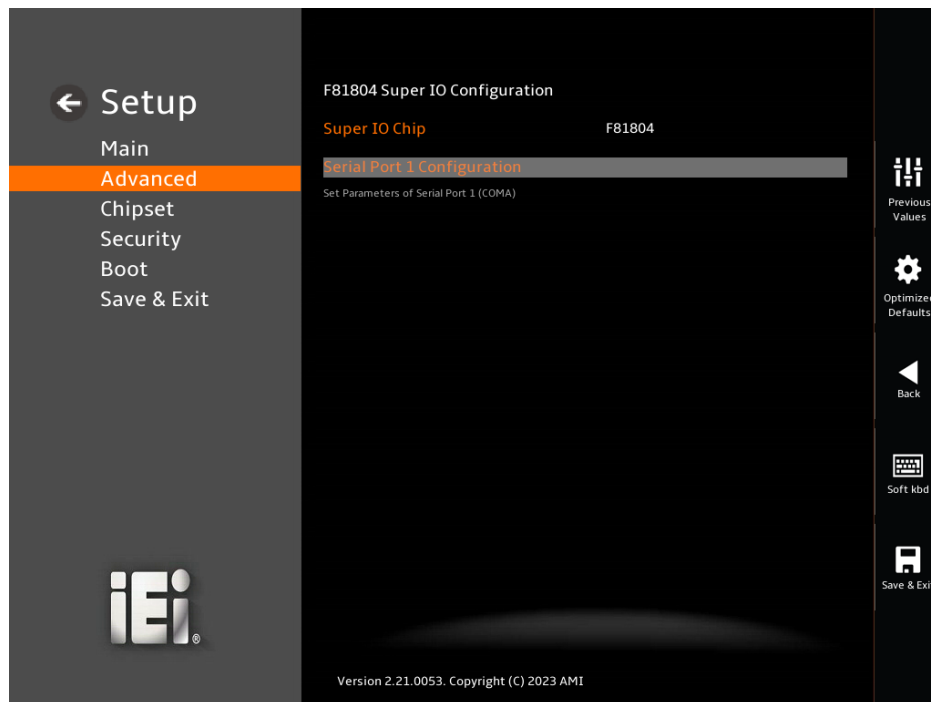 Setup
Main
Advanced
Chipset
Security
Boot
Save & Exit
iEi®
F81804 Super IO Configuration
Super IO Chip F81804
Serial Port 1 Configuration
Set Parameters of Serial Port 1 (COMA)
Version 2.21.0053. Copyright (C) 2023 AMI
Previous
Values
Optimized
Defaults
Back
Soft kbd
Save & Exi